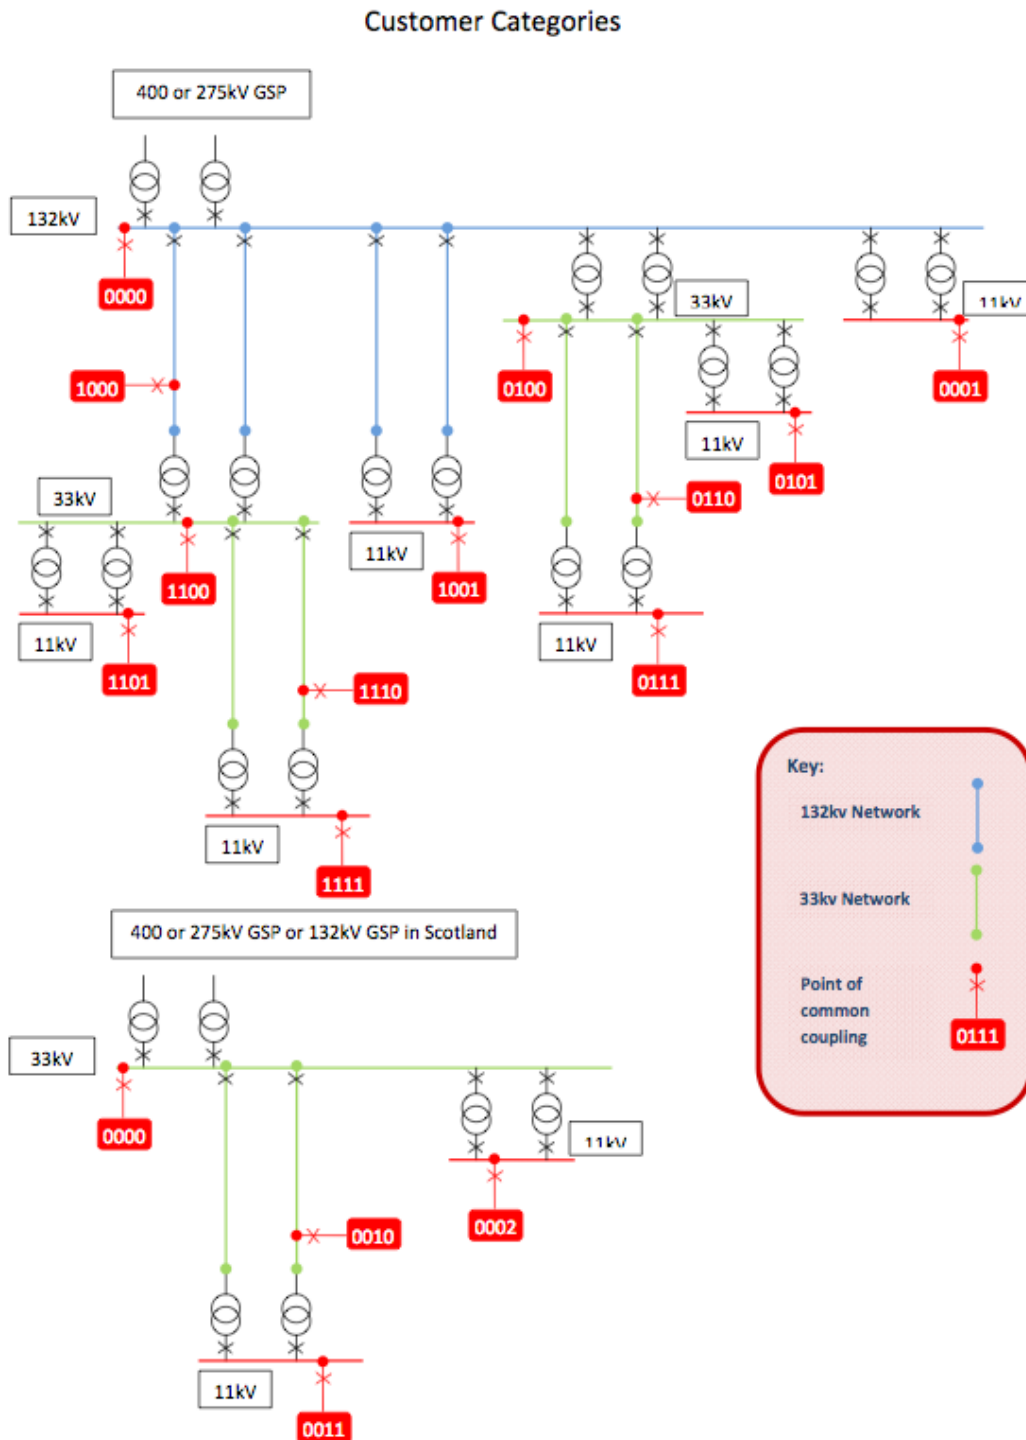 Customer Categories
400 or 275kV GSP
132kV
0000
33kV
11kV
1000
0100
0001
11kV
0101
33kV
0110
11kV
1100
1001
11kV
11kV
1101
0111
1110
Key:
132kv Network
11kV
1111
33kv Network
400 or 275kV GSP or 132kV GSP in Scotland
Point of
common
coupling
0111
33kV
0000
11kV
0002
0010
11kV
0011